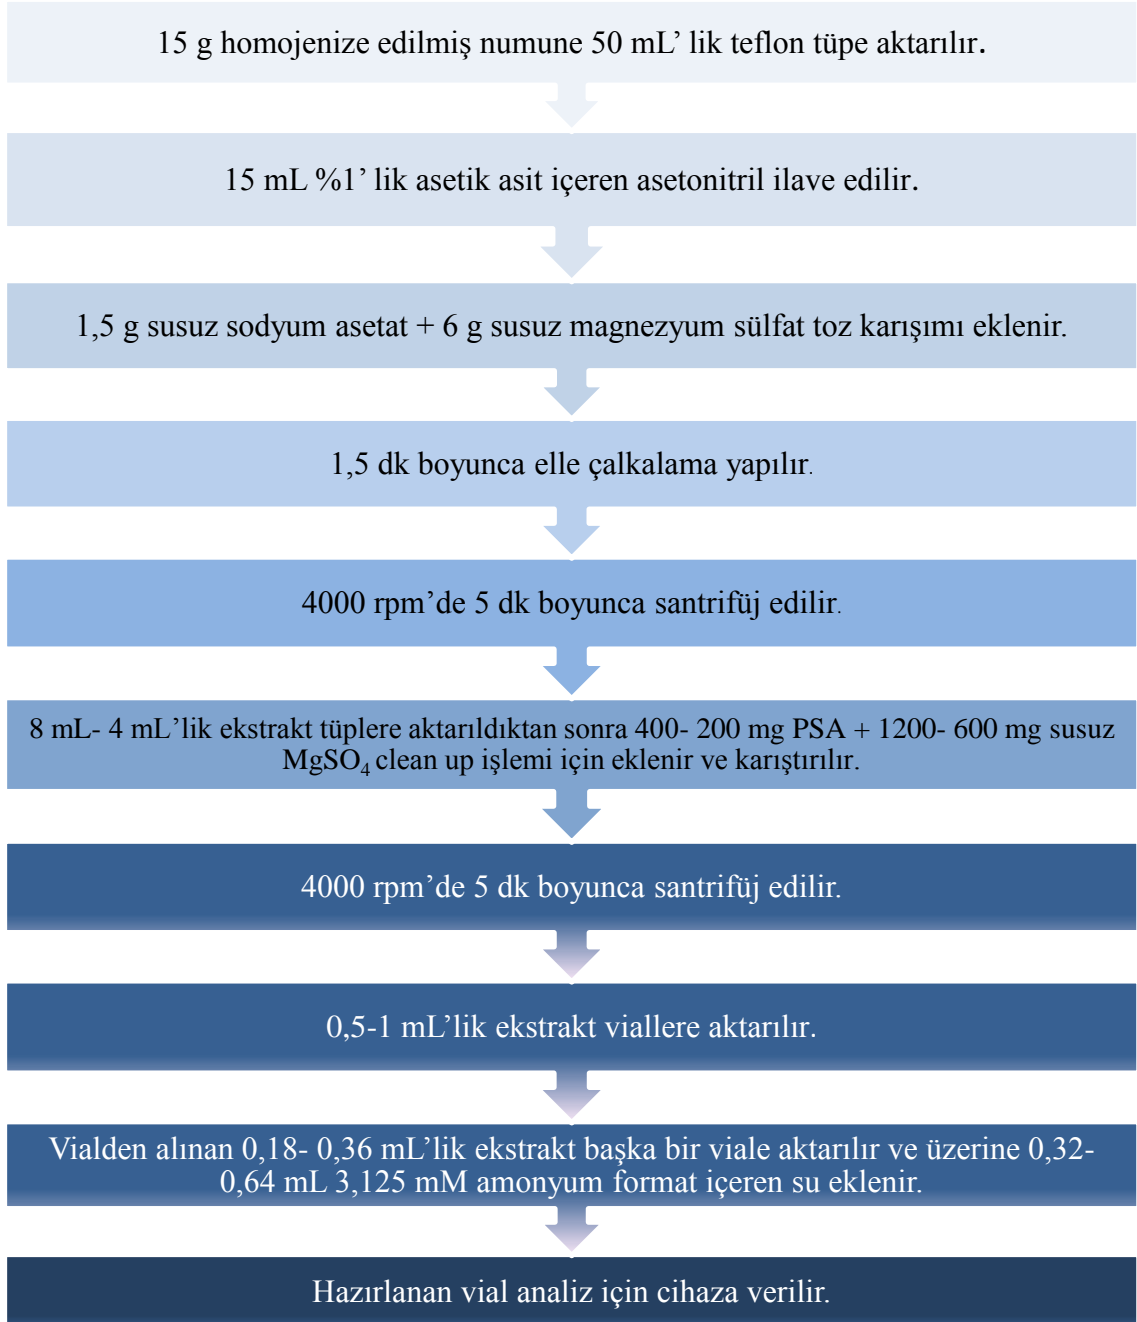 15 g homojenize edilmiş numune 50 mL’ lik teflon tüpe aktarılır.
15 mL %1’ lik asetik asit içeren asetonitril ilave edilir.
1,5 g susuz sodyum asetat + 6 g susuz magnezyum sülfat toz karışımı eklenir.
1,5 dk boyunca elle çalkalama yapılır.
4000 rpm’de 5 dk boyunca santrifüj edilir.
8 mL- 4 mL’lik ekstrakt tüplere aktarıldıktan sonra 400- 200 mg PSA + 1200- 600 mg susuz
MgSO₄ clean up işlemi için eklenir ve karıştırılır.
4000 rpm’de 5 dk boyunca santrifüj edilir.
0,5-1 mL’lik ekstrakt viallere aktarılır.
Vialden alınan 0,18- 0,36 mL’lik ekstrakt başka bir viale aktarılır ve üzerine 0,32-
0,64 mL 3,125 mM amonyum format içeren su eklenir.
Hazırlanan vial analiz için cihaza verilir.